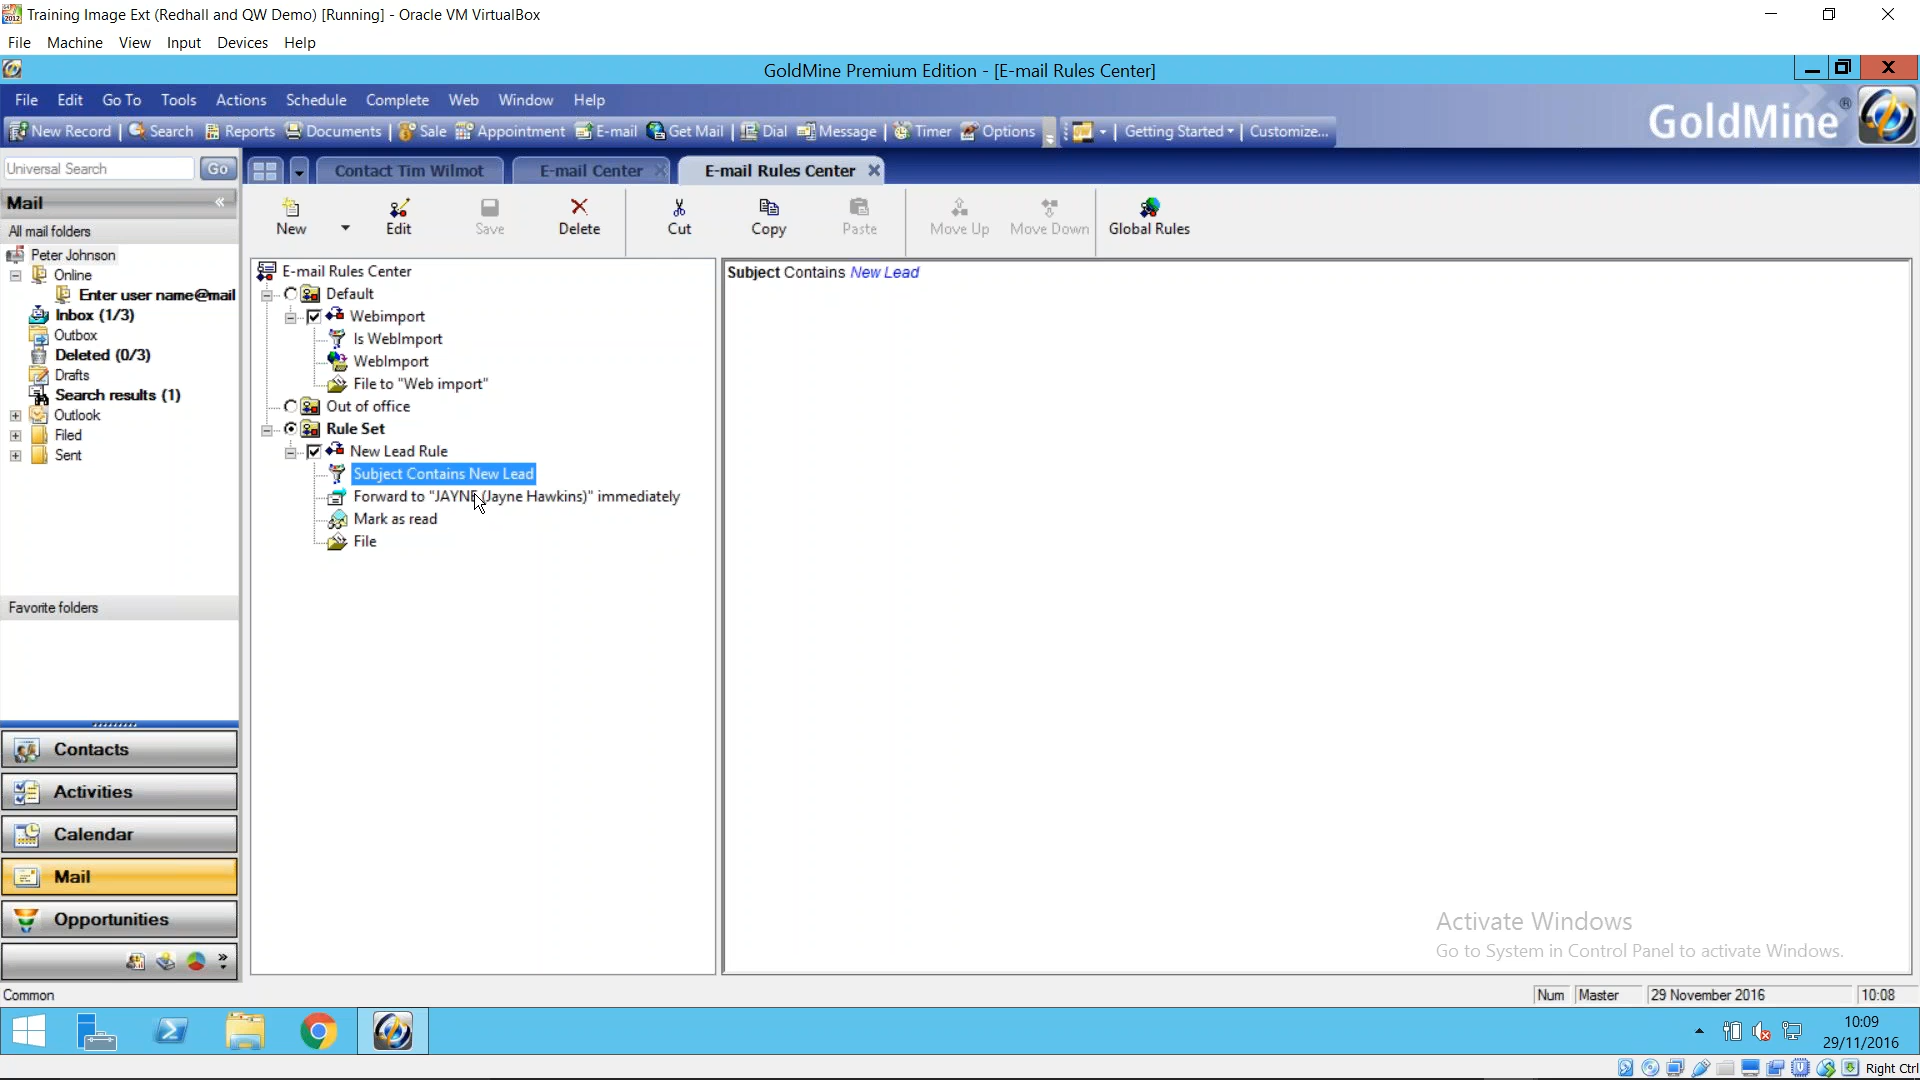 Training Image Ext (Redhall and QW Demo) [Running] - Oracle VM VirtualBox
File Machine View Input Devices Help
GoldMine Premium Edition - [E-mail Rules Center]
File Edit Go To Tools Actions Schedule Complete Web Window Help
New Record Search Reports Documents Sale Appointment E-mail Get Mail Dial Message Timer Options Getting Started Customize...
GoldMine ®
Universal Search Go
Contact Tim Wilmot E-mail Center E-mail Rules Center
Mail
New Edit Save Delete Cut Copy Paste Move Up Move Down Global Rules
All mail folders
Peter Johnson
Online
Enter user name@mail
Inbox (1/3)
Outbox
Deleted (0/3)
Drafts
Search results (1)
Outlook
Filed
Sent
Favorite folders
Contacts
Activities
Calendar
Mail
Opportunities
E-mail Rules Center
Default
Webimport
Is WebImport
WebImport
File to "Web import"
Out of office
Rule Set
New Lead Rule
Subject Contains New Lead
Forward to "JAYNE (Jayne Hawkins)" immediately
Mark as read
File
Subject Contains New Lead
Activate Windows
Go to System in Control Panel to activate Windows.
Common Num Master 29 November 2016 10:08
10:09
29/11/2016
Right Ctrl